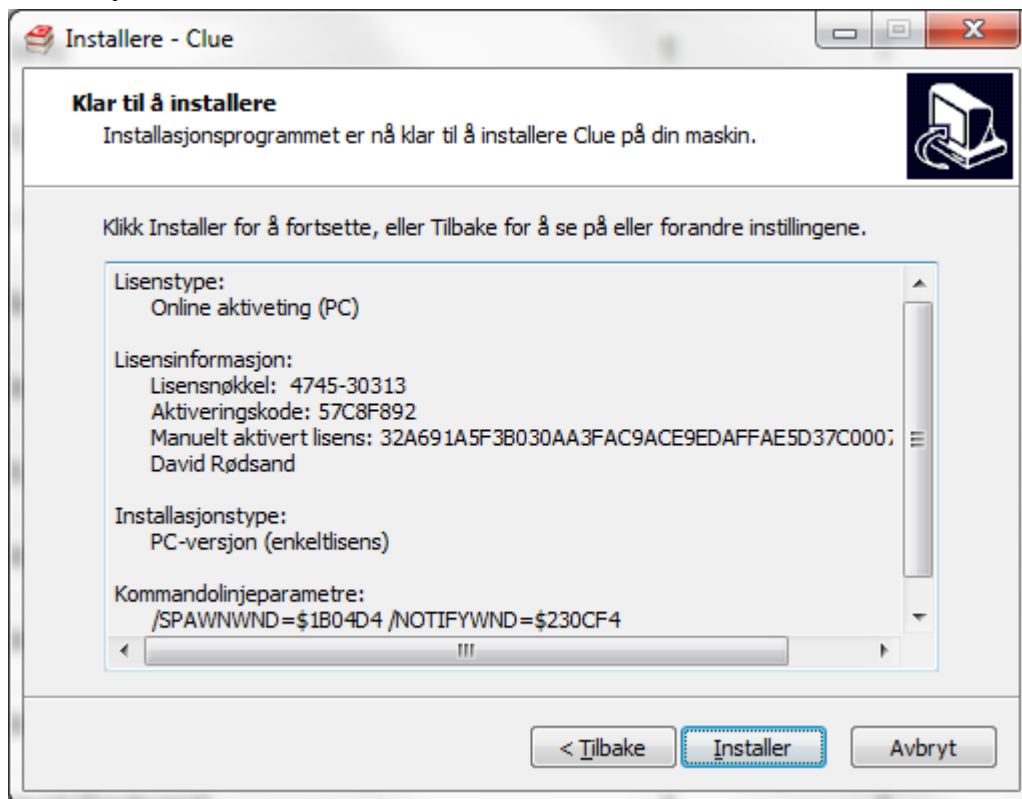 Installere - Clue
Klar til å installere
Installasjonsprogrammet er nå klar til å installere Clue på din maskin.
Klikk Installer for å fortsette, eller Tilbake for å se på eller forandre instillingene.
Lisenstype:
Online aktiveting (PC)
Lisensinformasjon:
Lisensnøkkel: 4745-30313
Aktiveringskode: 57C8F892
Manuelt aktivert lisens: 32A691A5F3B030AA3FAC9ACE9EDAFFAE5D37C0007
David Rødsand
Installasjonstype:
PC-versjon (enkeltlisens)
Kommandolinjeparametre:
/SPAWNWND=$1B04D4 /NOTIFYWND=$230CF4
< Tilbake
Installer
Avbryt